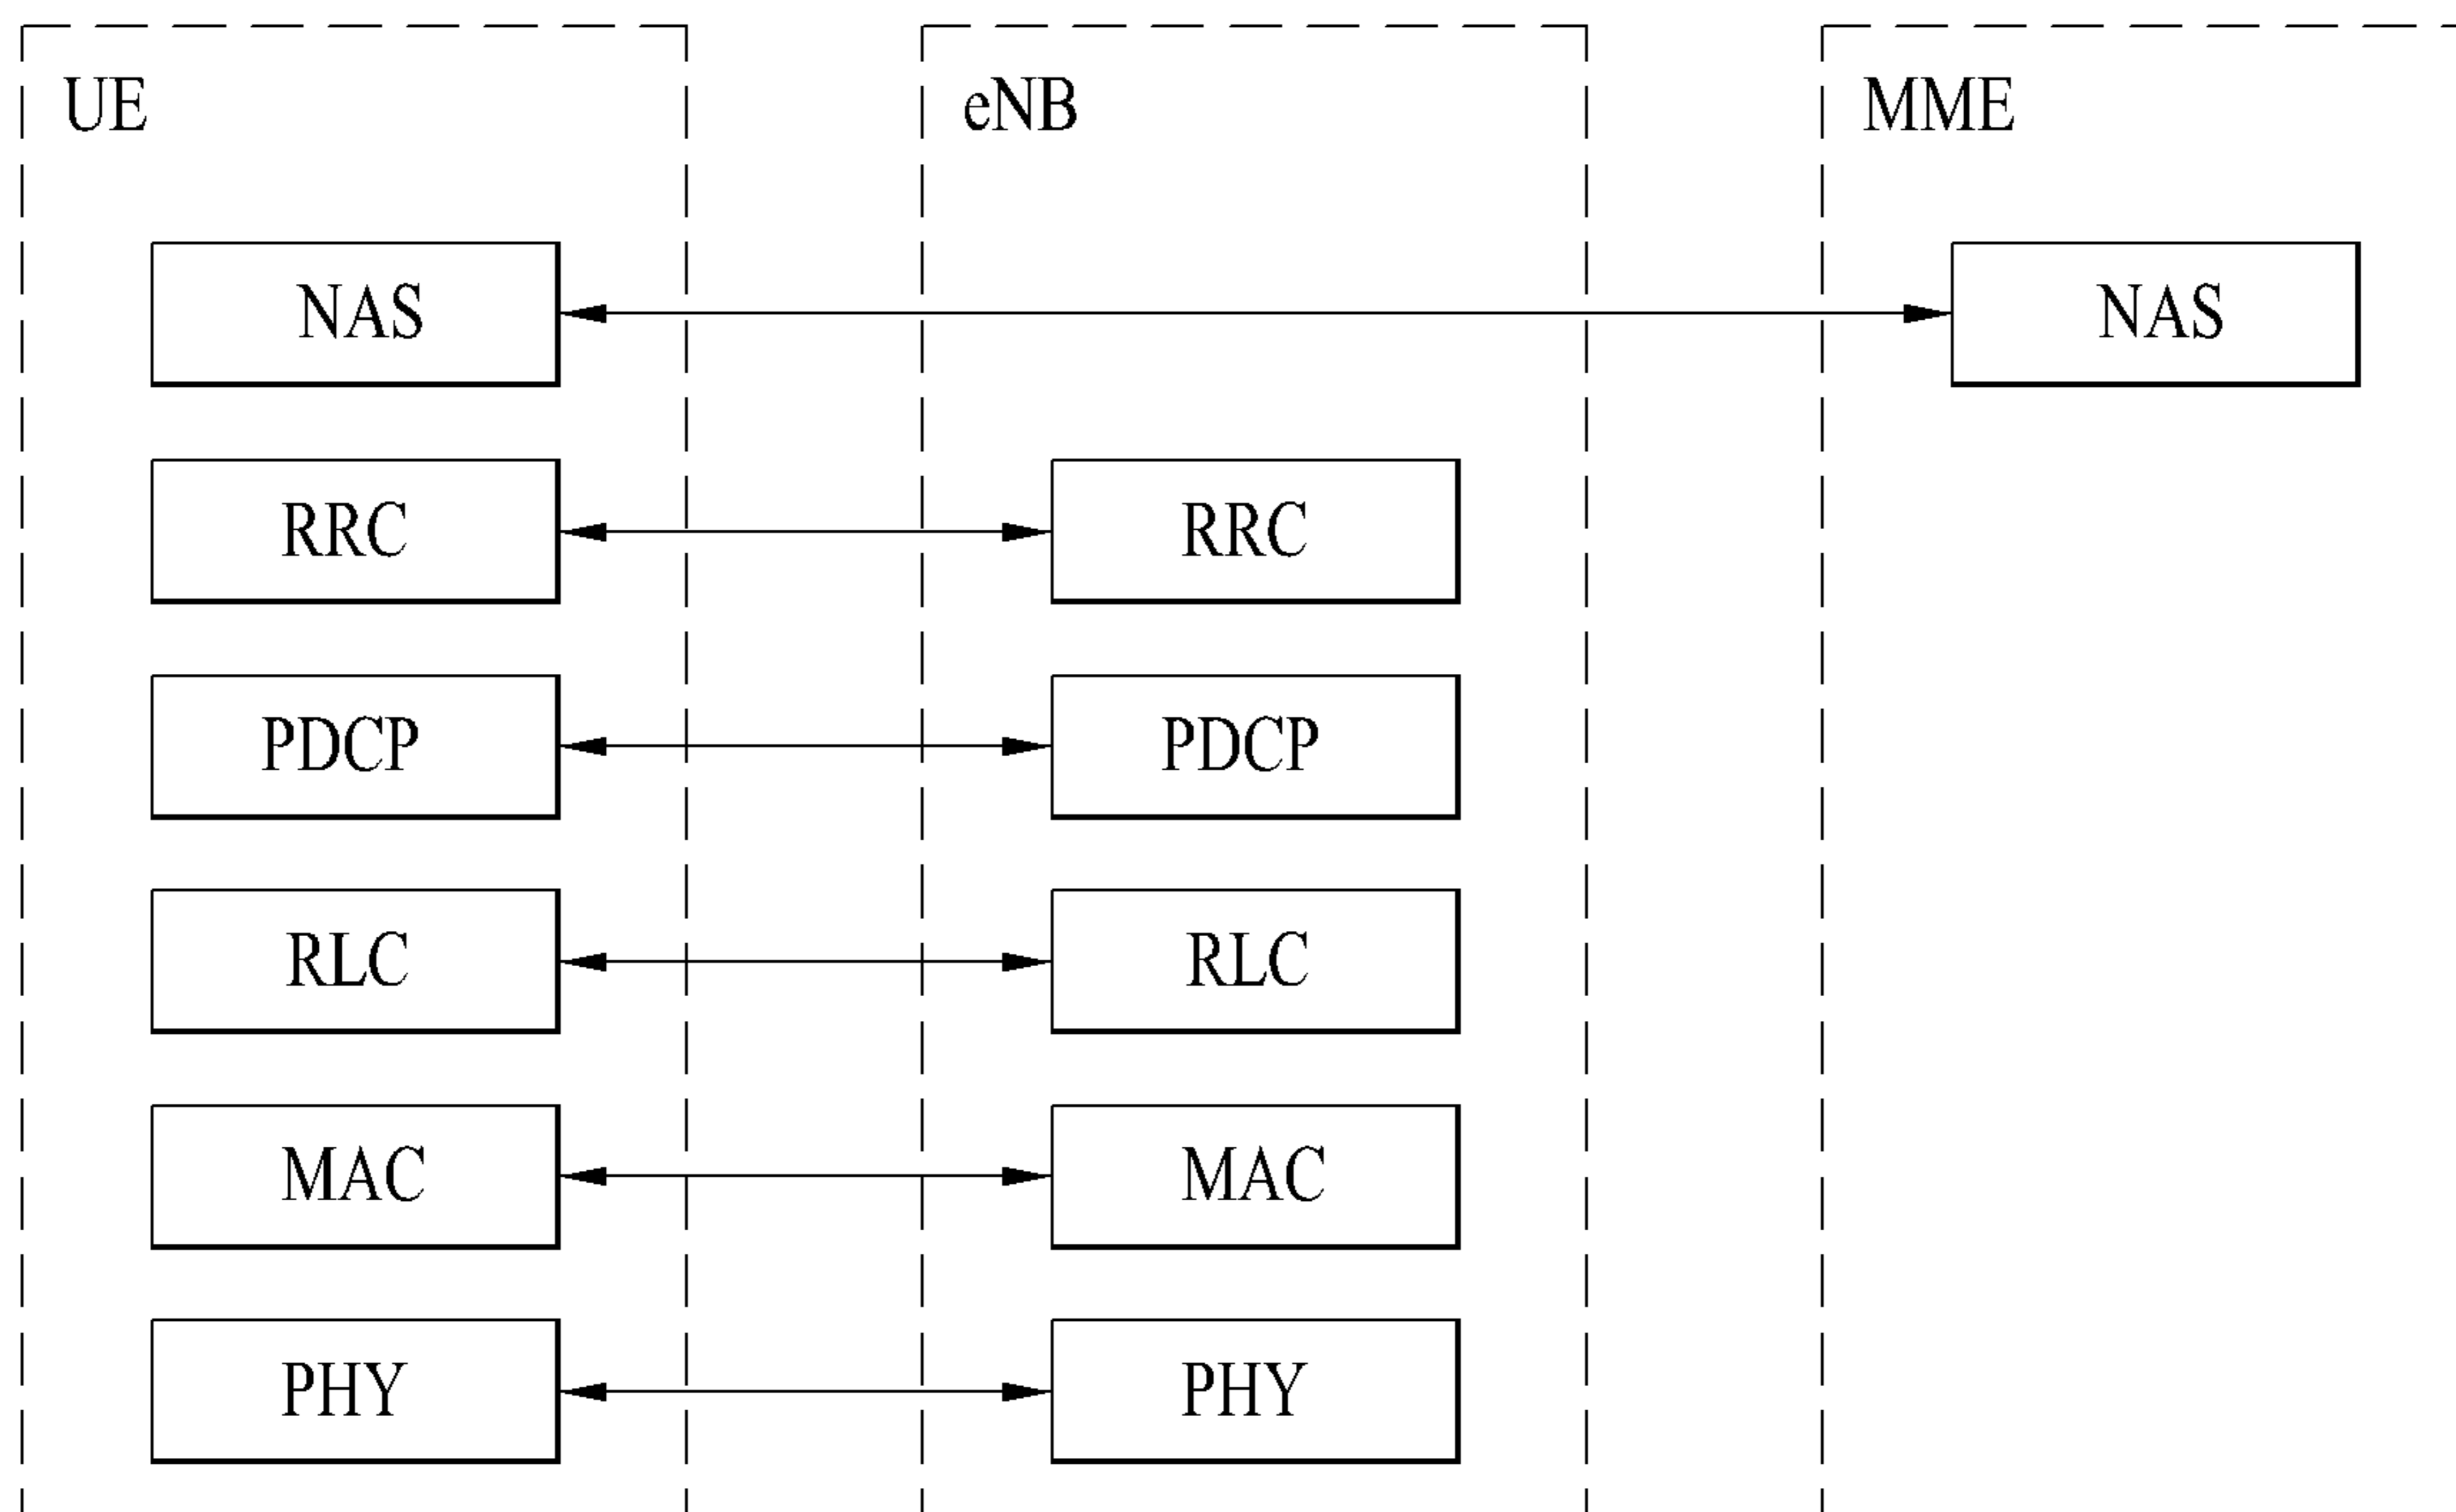 UE
eNB
MME
NAS
NAS
RRC
RRC
PDCP
PDCP
RLC
RLC
MAC
MAC
PHY
PHY